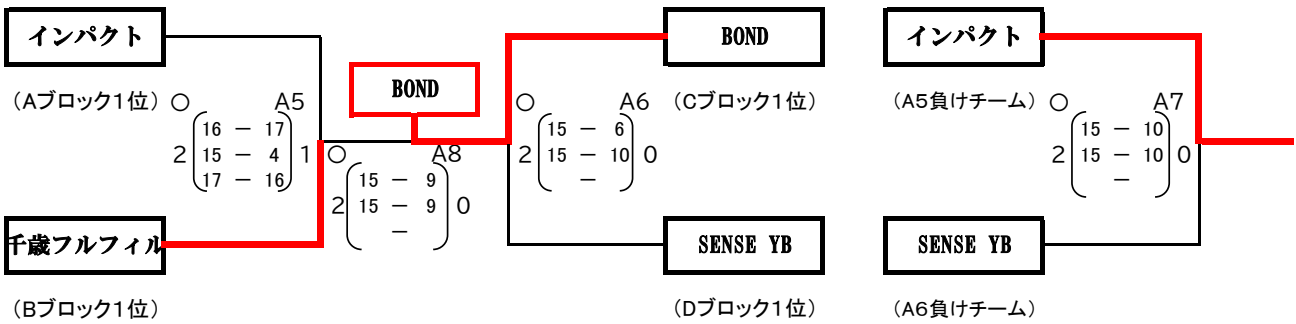 インパクト
BOND
インパクト
BOND
(Aブロック1位)
○ A5
16 － 17
2 15 － 4 1
17 － 16
○ A6
15 － 6
2 15 － 10 0
－
(Cブロック1位)
(A5負けチーム)
○ A7
15 － 10
2 15 － 10 0
－
○ A8
15 － 9
2 15 － 9 0
－
千歳フルフィル
SENSE YB
SENSE YB
(Bブロック1位)
(Dブロック1位)
(A6負けチーム)